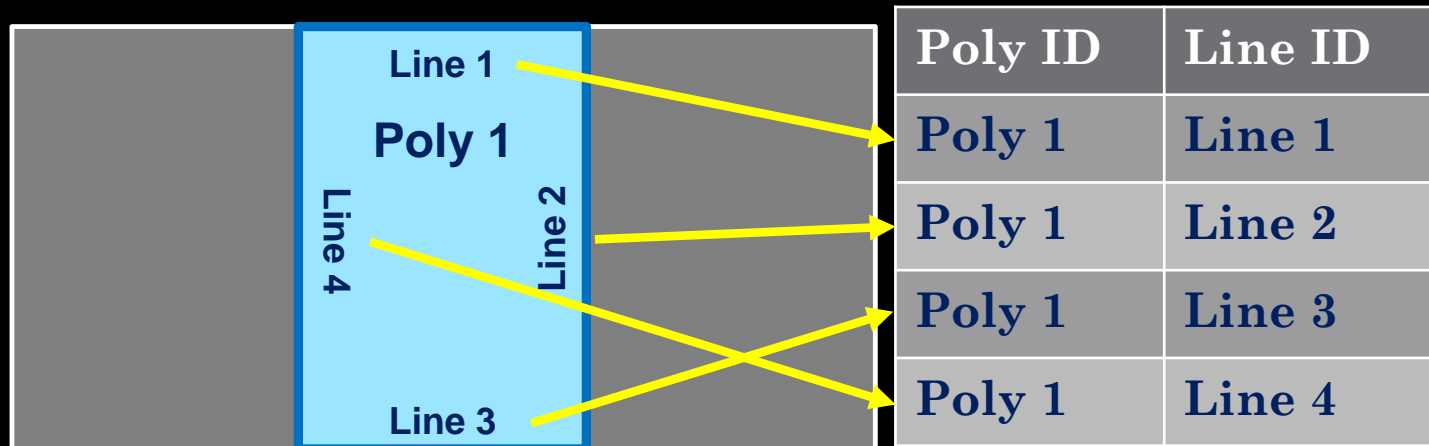 Line 1
Poly 1
Line 4
Line 2
Line 3
Poly ID Line ID
Poly 1 Line 1
Poly 1 Line 2
Poly 1 Line 3
Poly 1 Line 4